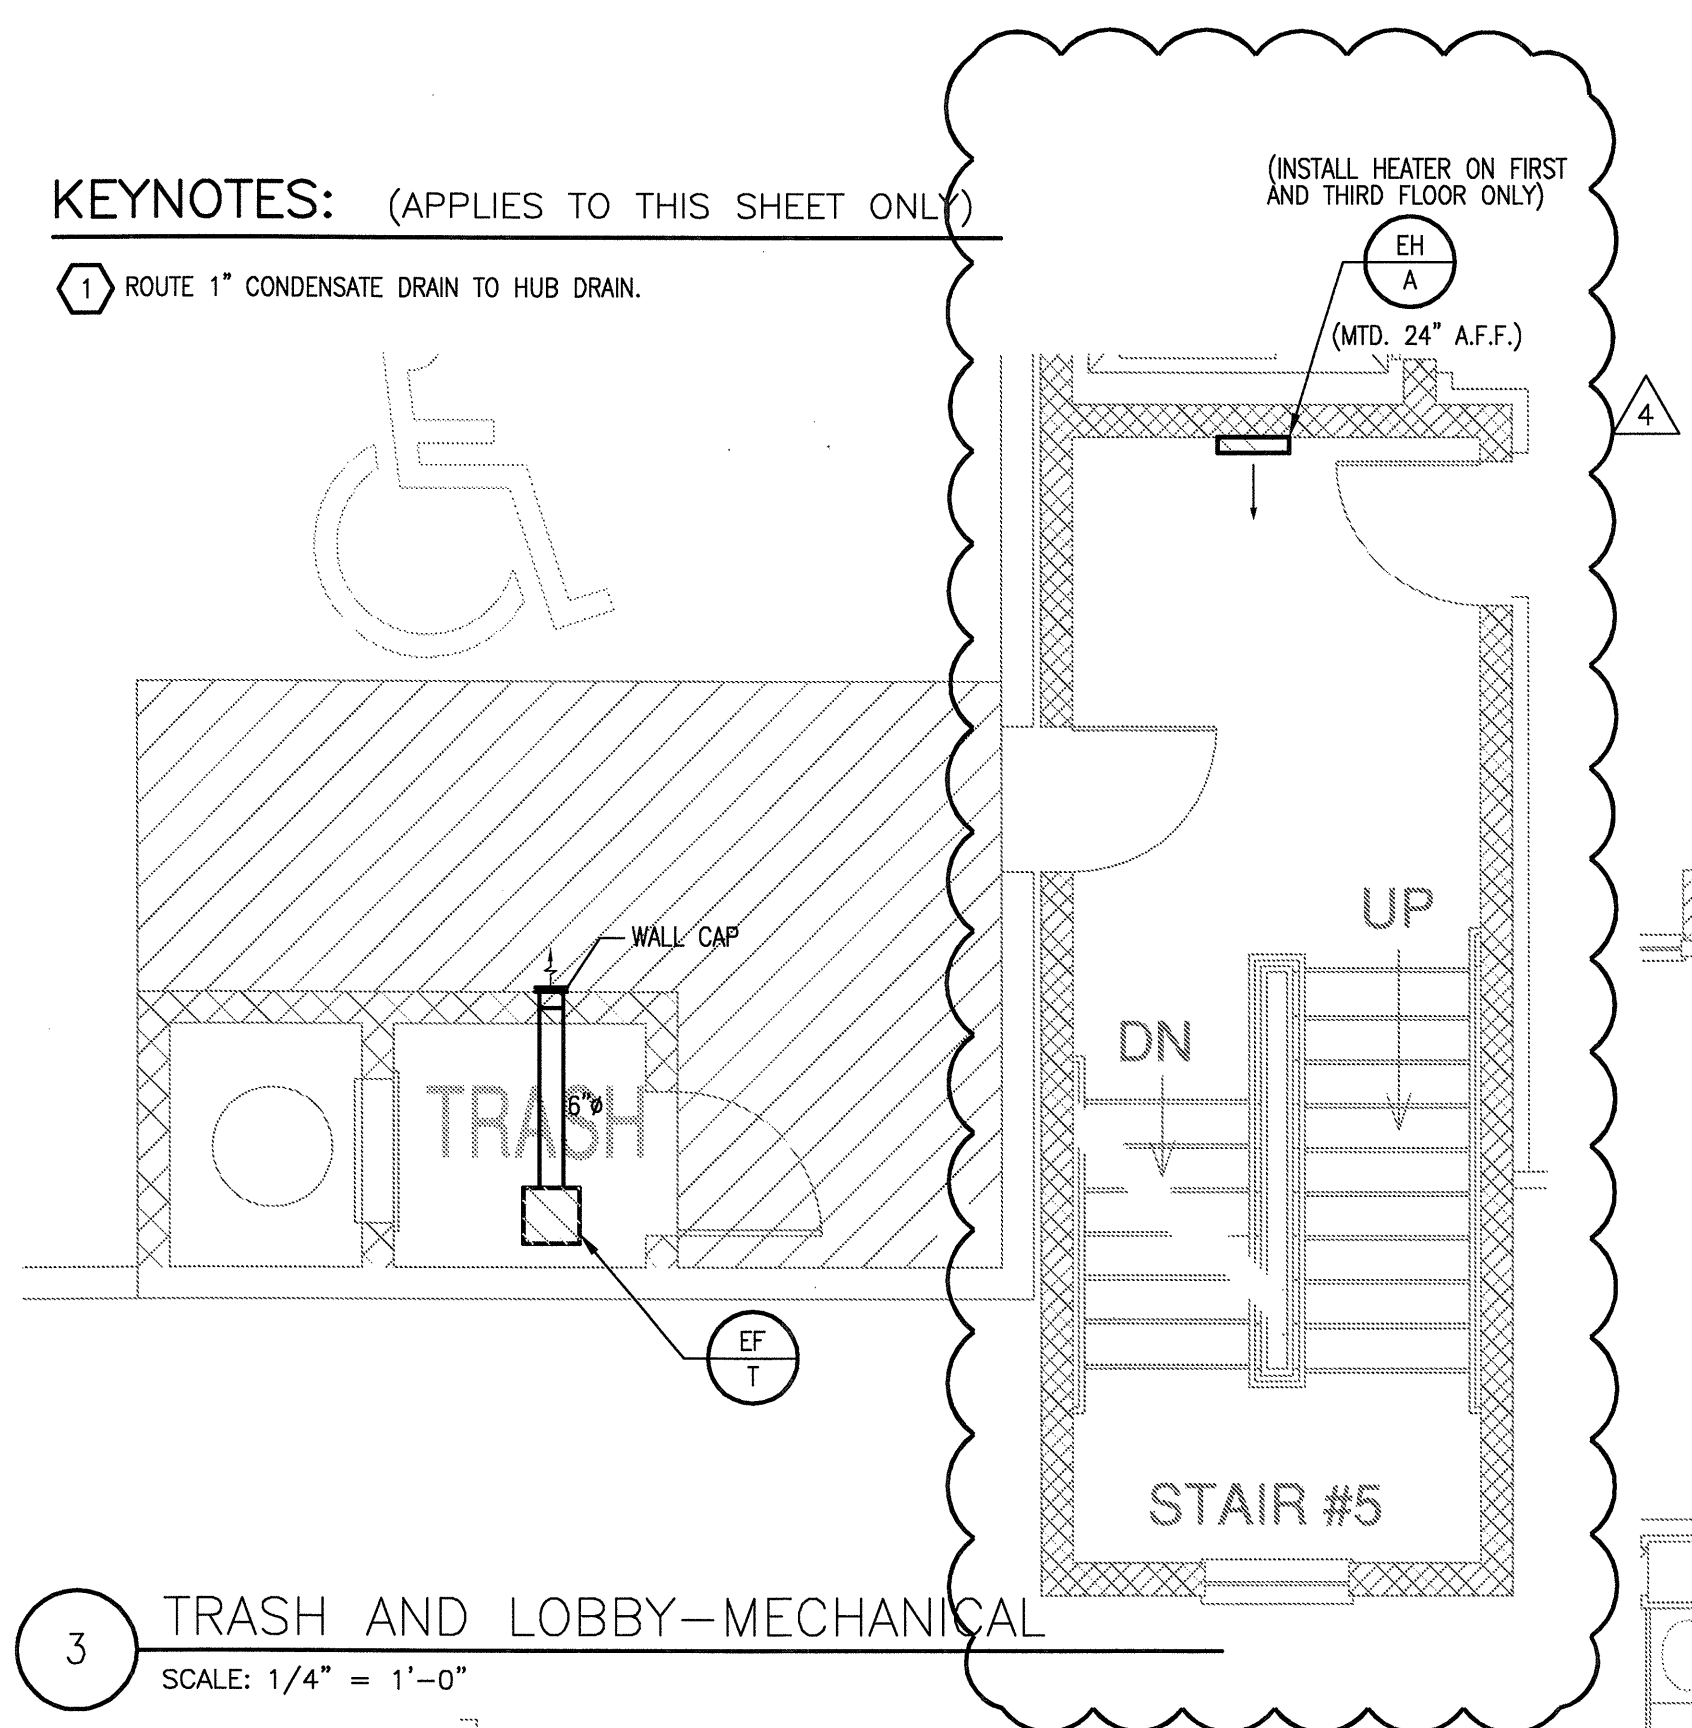 KEYNOTES: (APPLIES TO THIS SHEET ONLY)
1 ROUTE 1" CONDENSATE DRAIN TO HUB DRAIN.
(INSTALL HEATER ON FIRST
AND THIRD FLOOR ONLY)
EH
A
(MTD. 24" A.F.F.)
4
WALL CAP
UP
DN
TRASH
6"ø
EF
T
STAIR #5
3
TRASH AND LOBBY-MECHANICAL
SCALE: 1/4" = 1'-0"